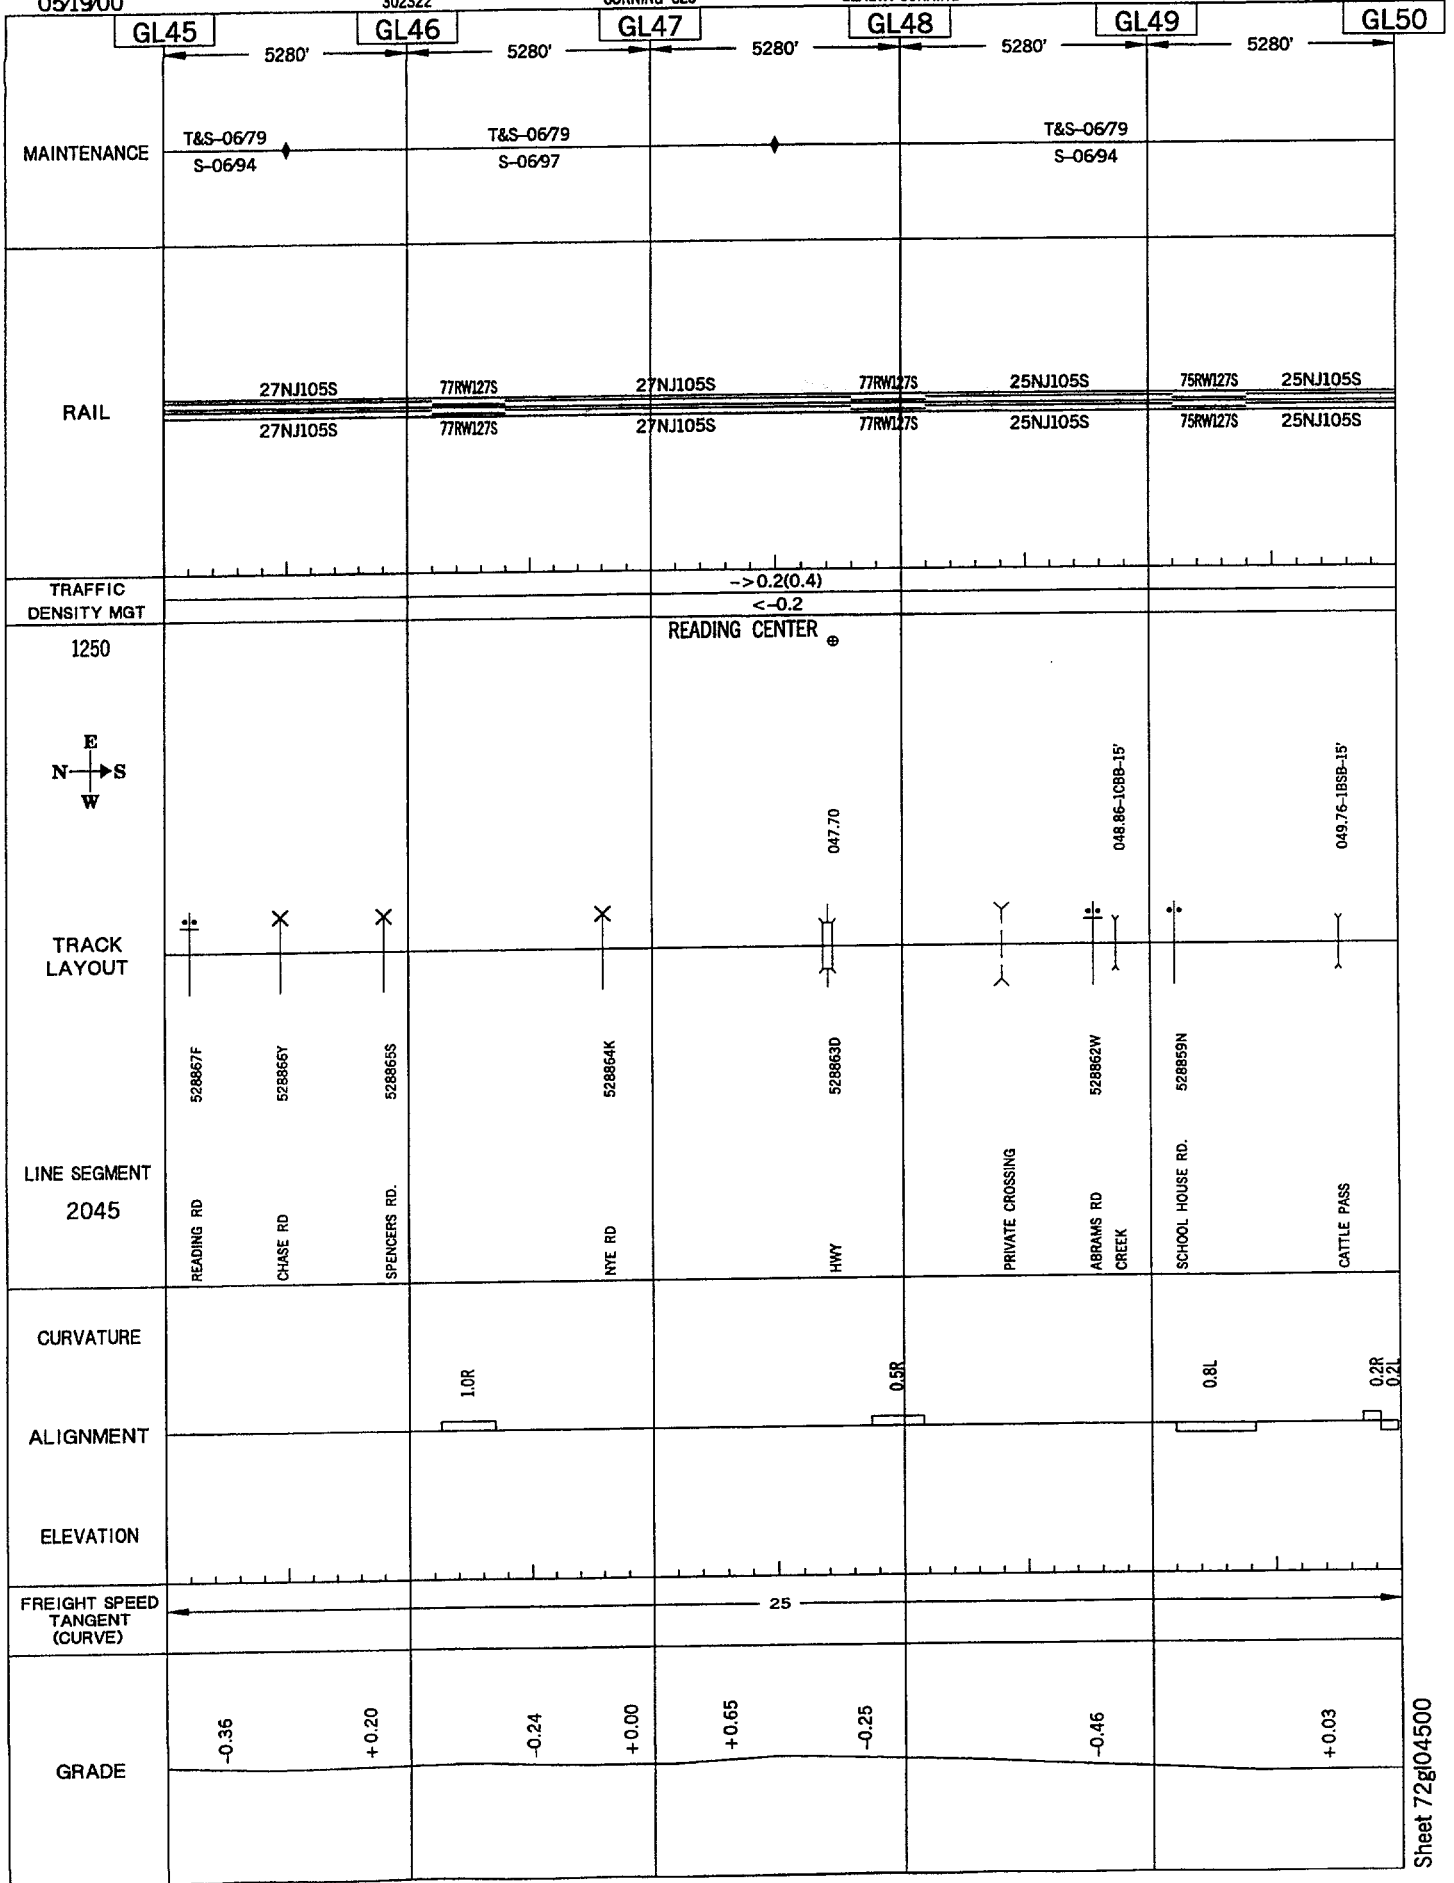 05/19/00
302322
GL45 GL46 GL47 GL48 GL49 GL50
5280' 5280' 5280' 5280' 5280'
MAINTENANCE
T&S-06/79 T&S-06/79 T&S-06/79
S-06/94 S-06/97 S-06/94
RAIL
27NJ105S 77RW127S 27NJ105S 77RW127S 25NJ105S 75RW127S 25NJ105S
27NJ105S 77RW127S 27NJ105S 77RW127S 25NJ105S 75RW127S 25NJ105S
TRAFFIC
DENSITY MGT
->0.2(0.4)
<-0.2
1250
READING CENTER
E
N S
W
047.70
048.86-1CBB-15'
049.76-1BSB-15'
TRACK
LAYOUT
528867F
528866Y
528865S
528864K
528863D
528862W
528859N
LINE SEGMENT
2045
READING RD
CHASE RD
SPENCERS RD.
NYE RD
HWY
PRIVATE CROSSING
ABRAMS RD
CREEK
SCHOOL HOUSE RD.
CATTLE PASS
CURVATURE
1.0R
0.5R
0.8L
0.2R
0.2L
ALIGNMENT
ELEVATION
FREIGHT SPEED
TANGENT
(CURVE)
25
GRADE
-0.36
+0.20
-0.24
+0.00
+0.65
-0.25
-0.46
+0.03
Sheet 72gl04500